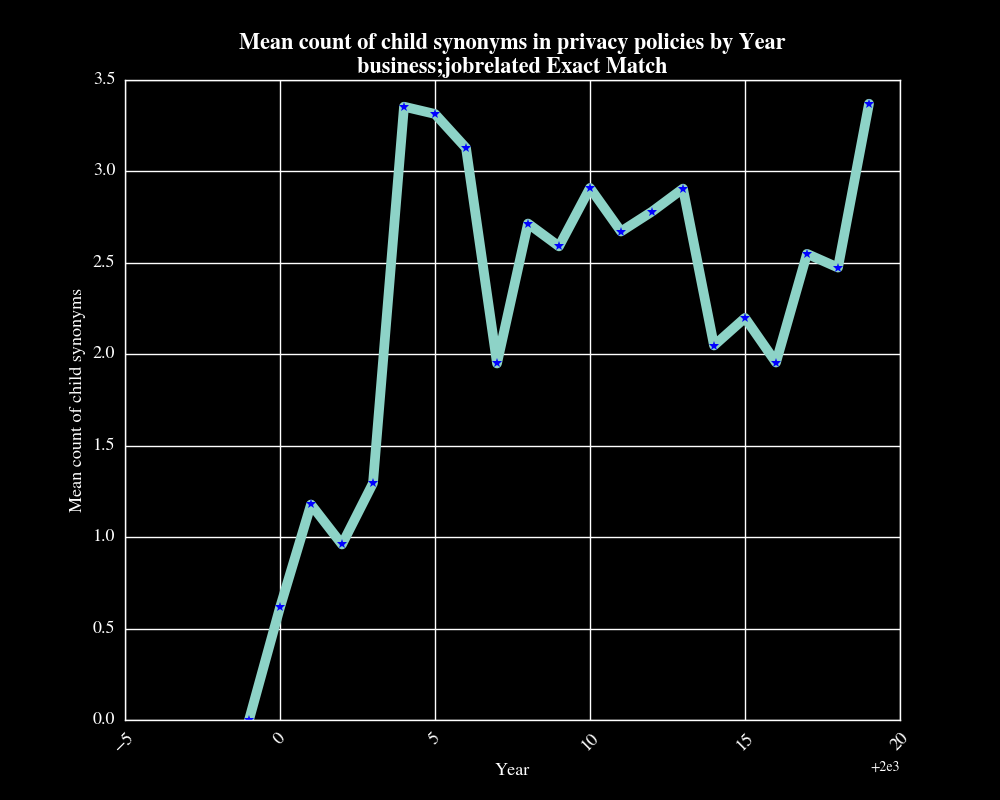 Mean count of child synonyms in privacy policies by Year
business;jobrelated Exact Match
3.5
3.0
2.5
2.0
1.5
1.0
0.5
0.0
Mean count of child synonyms
−5
0
5
10
15
20
Year
+2e3